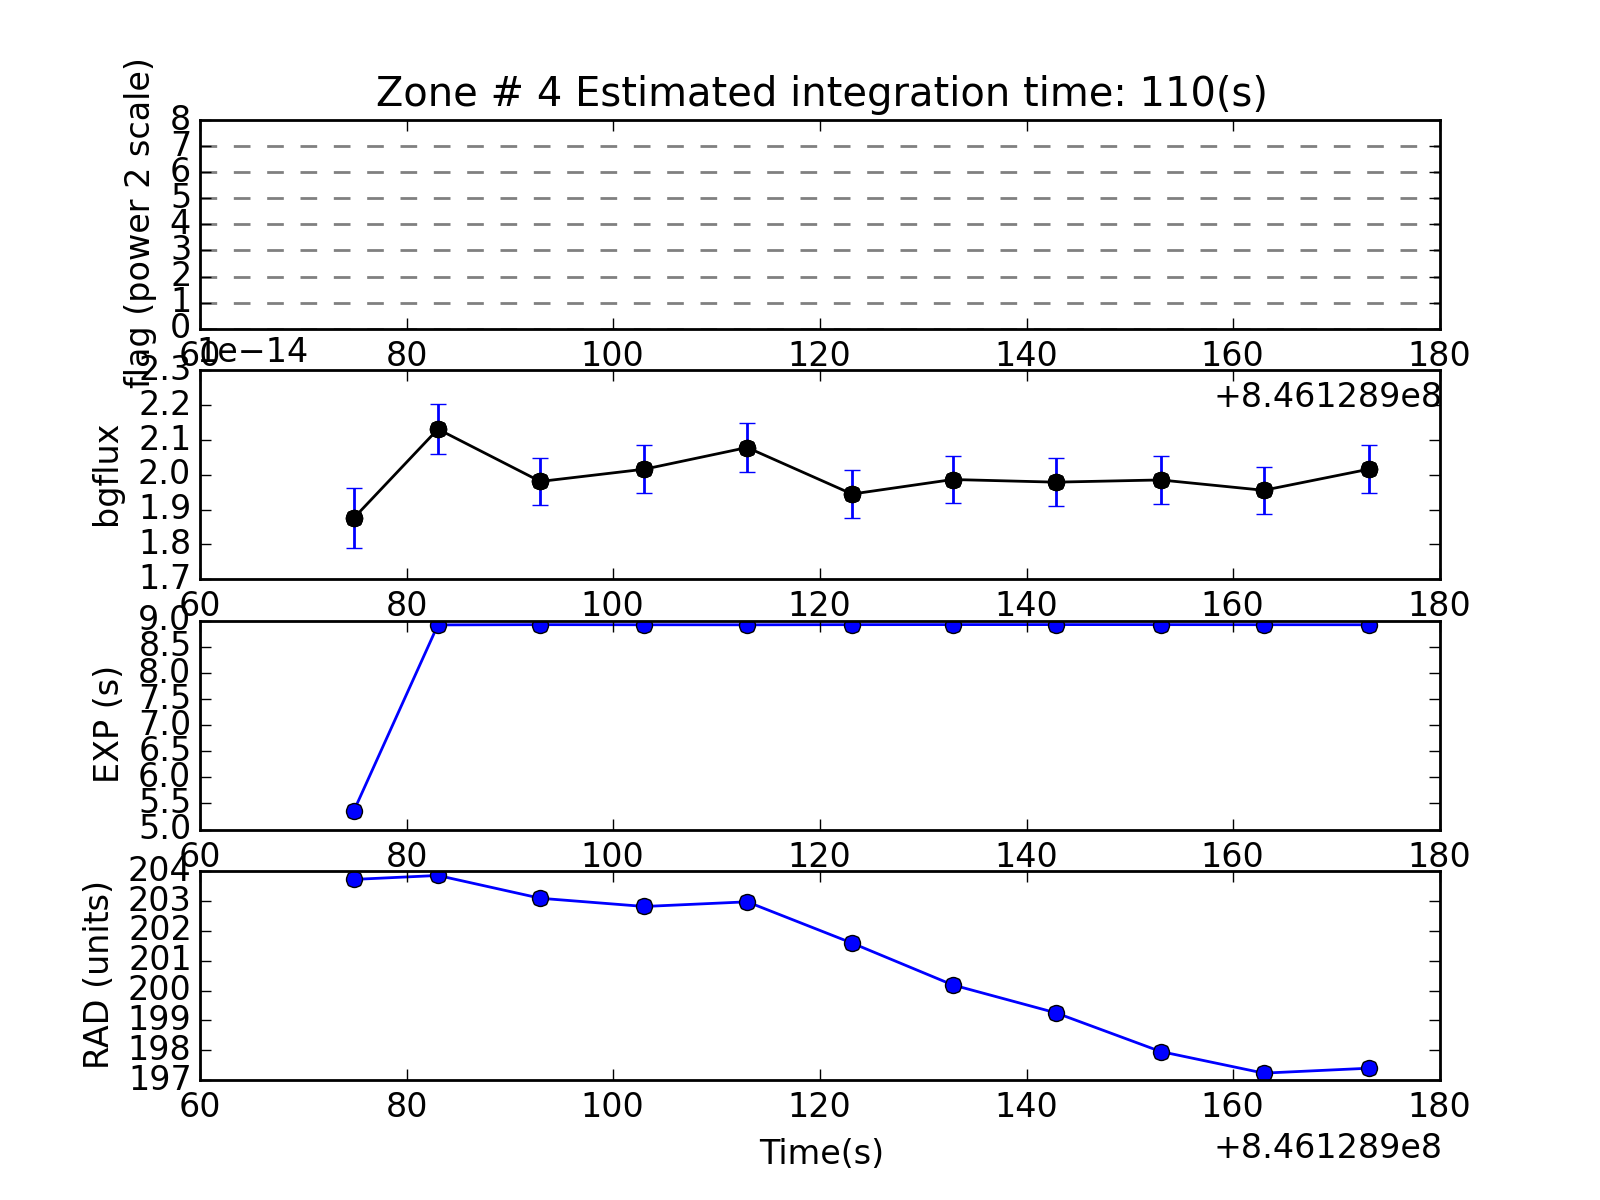 Zone # 4 Estimated integration time: 110(s)
flag (power 2 scale)
8
7
6
5
4
3
2
1
0
60 80 100 120 140 160 180
+8.461289e8
1e−14
bgflux
2.3
2.2
2.1
2.0
1.9
1.8
1.7
60 80 100 120 140 160 180
EXP (s)
9.0
8.5
8.0
7.5
7.0
6.5
6.0
5.5
5.0
60 80 100 120 140 160 180
RAD (units)
204
203
202
201
200
199
198
197
60 80 100 120 140 160 180
Time(s)
+8.461289e8